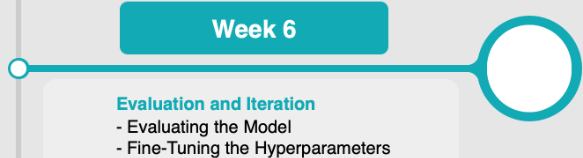 Week 6
Evaluation and Iteration
- Evaluating the Model
- Fine-Tuning the Hyperparameters